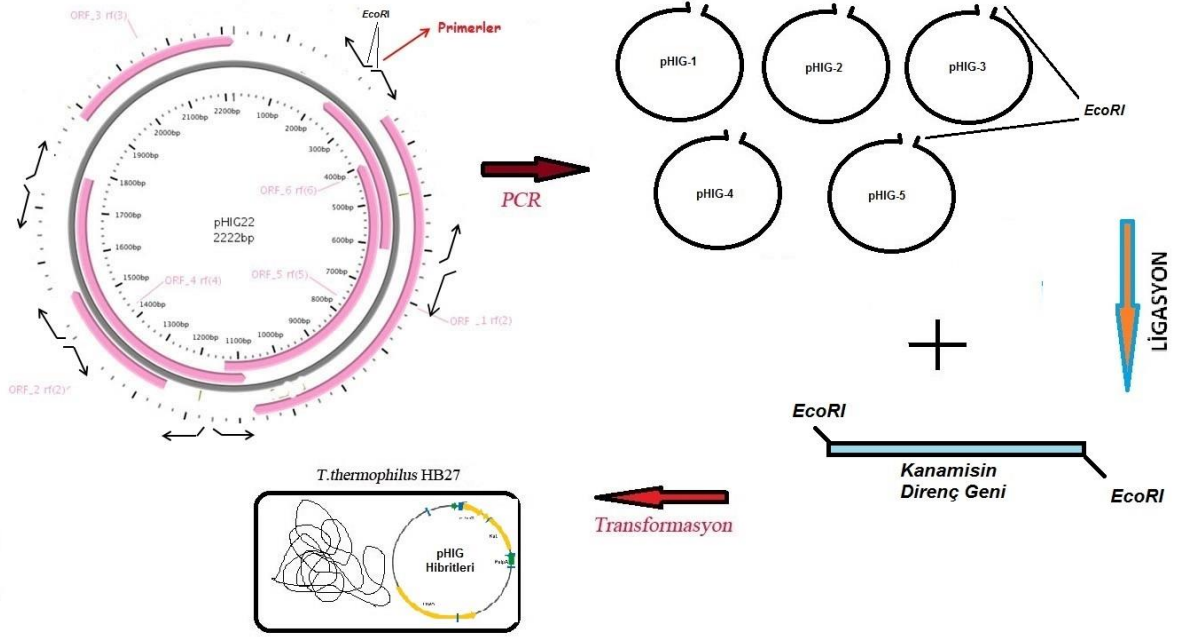 ORF_3 rf(3)
EcoRI
Primerler
2200bp
100bp
200bp
300bp
400bp
500bp
600bp
700bp
800bp
900bp
1000bp
1100bp
1200bp
1300bp
1400bp
1500bp
1600bp
1700bp
1800bp
1900bp
2000bp
2100bp
ORF_6 rf(6)
pHIG22
2222bp
ORF_4 rf(4)
ORF_5 rf(5)
ORF _1 rf(2)
ORF_2 rf(2)
PCR
pHIG-1
pHIG-2
pHIG-3
EcoRI
pHIG-4
pHIG-5
LİGASYON
EcoRI
Kanamisin
Direnç Geni
EcoRI
Transformasyon
T.thermophilus HB27
pHIG
Hibritleri